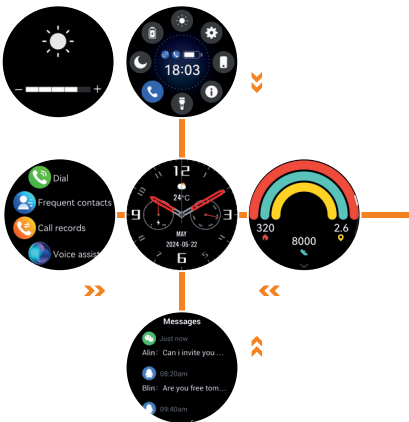 - +
18:03
Dial
Frequent contacts
Call records
Voice assist
12
24°C
9 3
MAY
2024-05-22
6
320 2.6
8000
Messages
Just now
Alin: Can i invite you ...
08:20am
Blin: Are you free tom...
09:40am